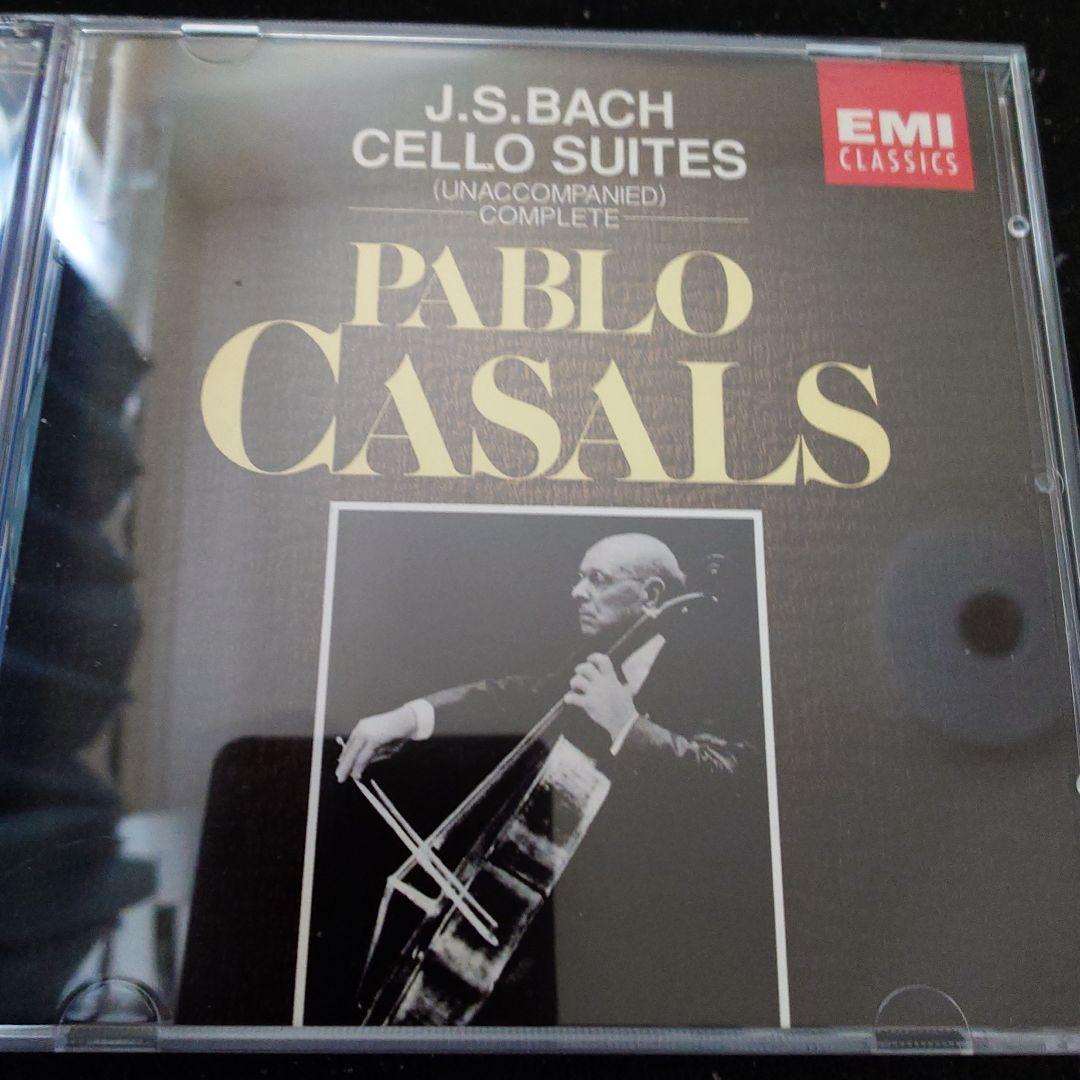 J.S.BACH
CELLO SUITES
(UNACCOMPANIED)
COMPLETE
EMI
CLASSICS
PABLO
CASALS